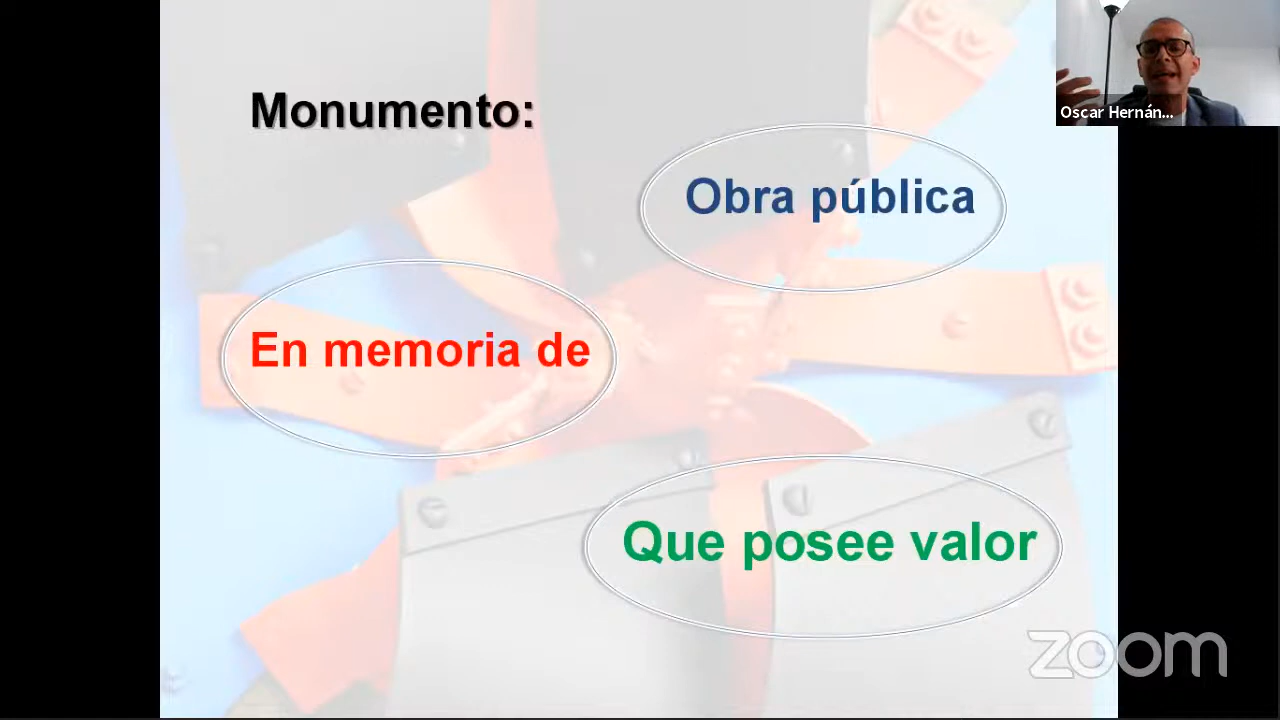 Monumento:
Oscar Hernán...
Obra pública
En memoria de
Que posee valor
zoom